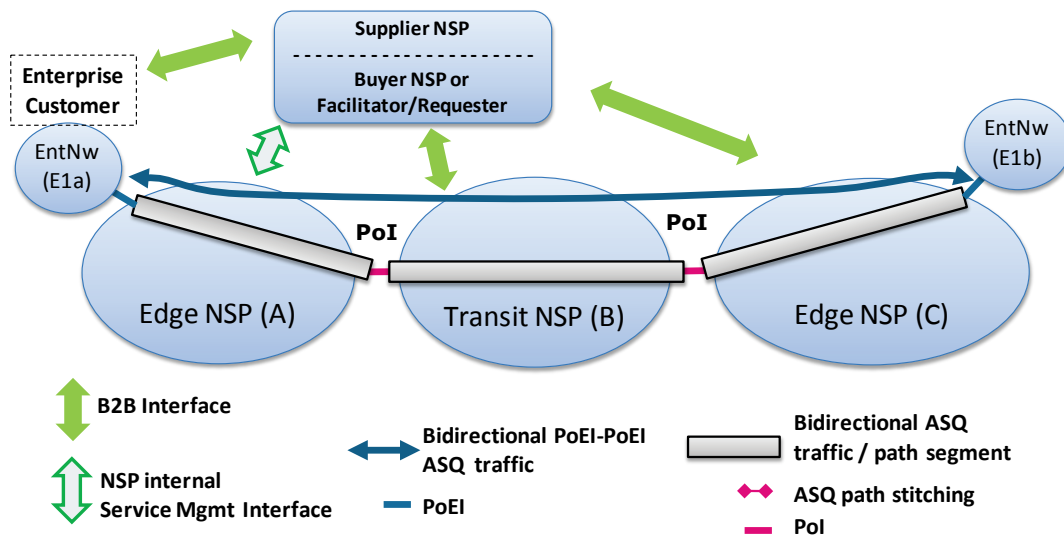 Supplier NSP
Buyer NSP or
Facilitator/Requester
Enterprise
Customer
EntNw
(E1a)
EntNw
(E1b)
PoI
PoI
Edge NSP (A)
Transit NSP (B)
Edge NSP (C)
B2B Interface
NSP internal
Service Mgmt Interface
Bidirectional PoEI-PoEI
ASQ traffic
PoEI
Bidirectional ASQ
traffic / path segment
ASQ path stitching
PoI